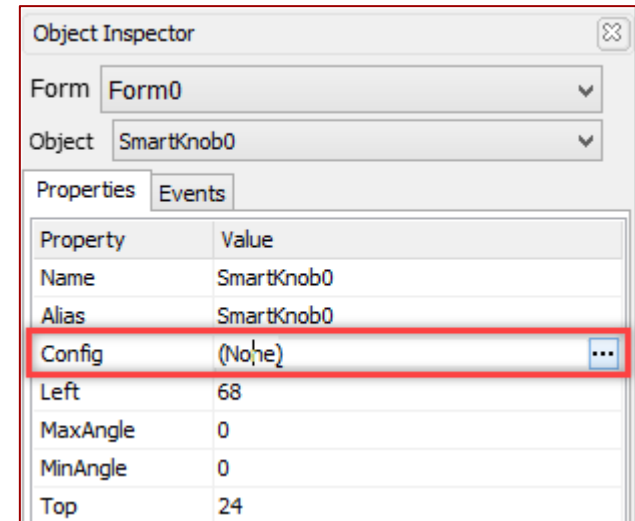 Object Inspector
Form Form0
Object SmartKnob0
Properties Events
Property Value
Name SmartKnob0
Alias SmartKnob0
Config (None) ...
Left 68
MaxAngle 0
MinAngle 0
Top 24